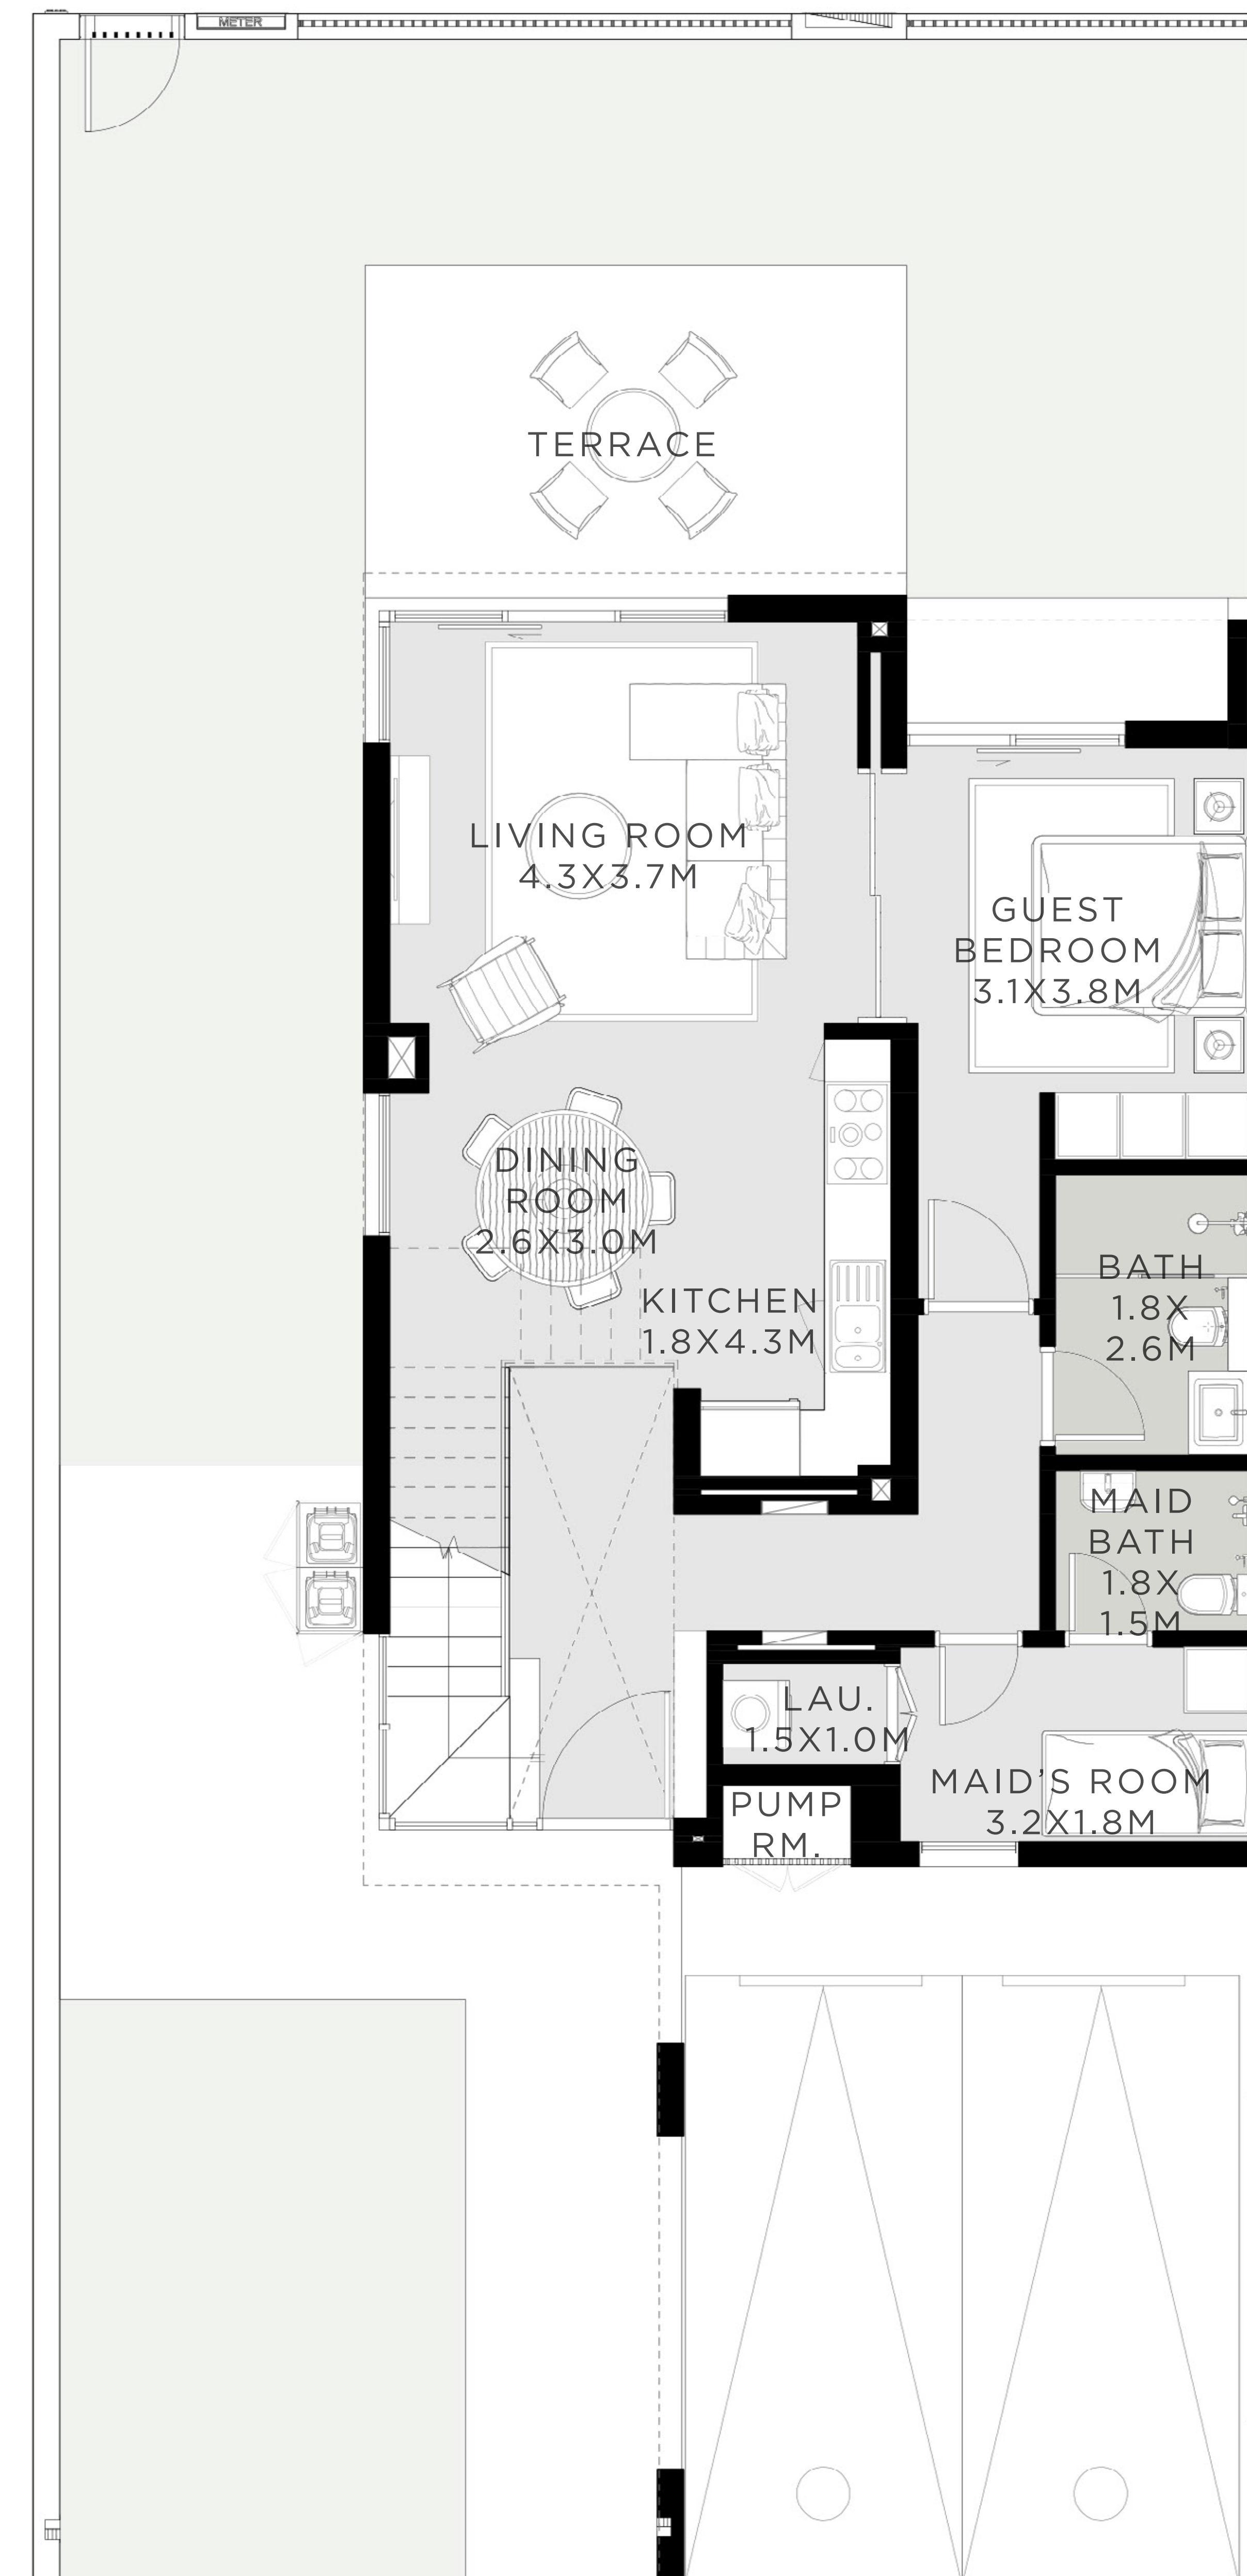 METER
TERRACE
LIVING ROOM
4.3X3.7M
GUEST
BEDROOM
3.1X3.8M
DINING
ROOM
2.6X3.0M
KITCHEN
1.8X4.3M
BATH
1.8X
2.6M
MAID
BATH
1.8X
1.5M
LAU.
1.5X1.0M
MAID'S ROOM
3.2X1.8M
PUMP
RM.